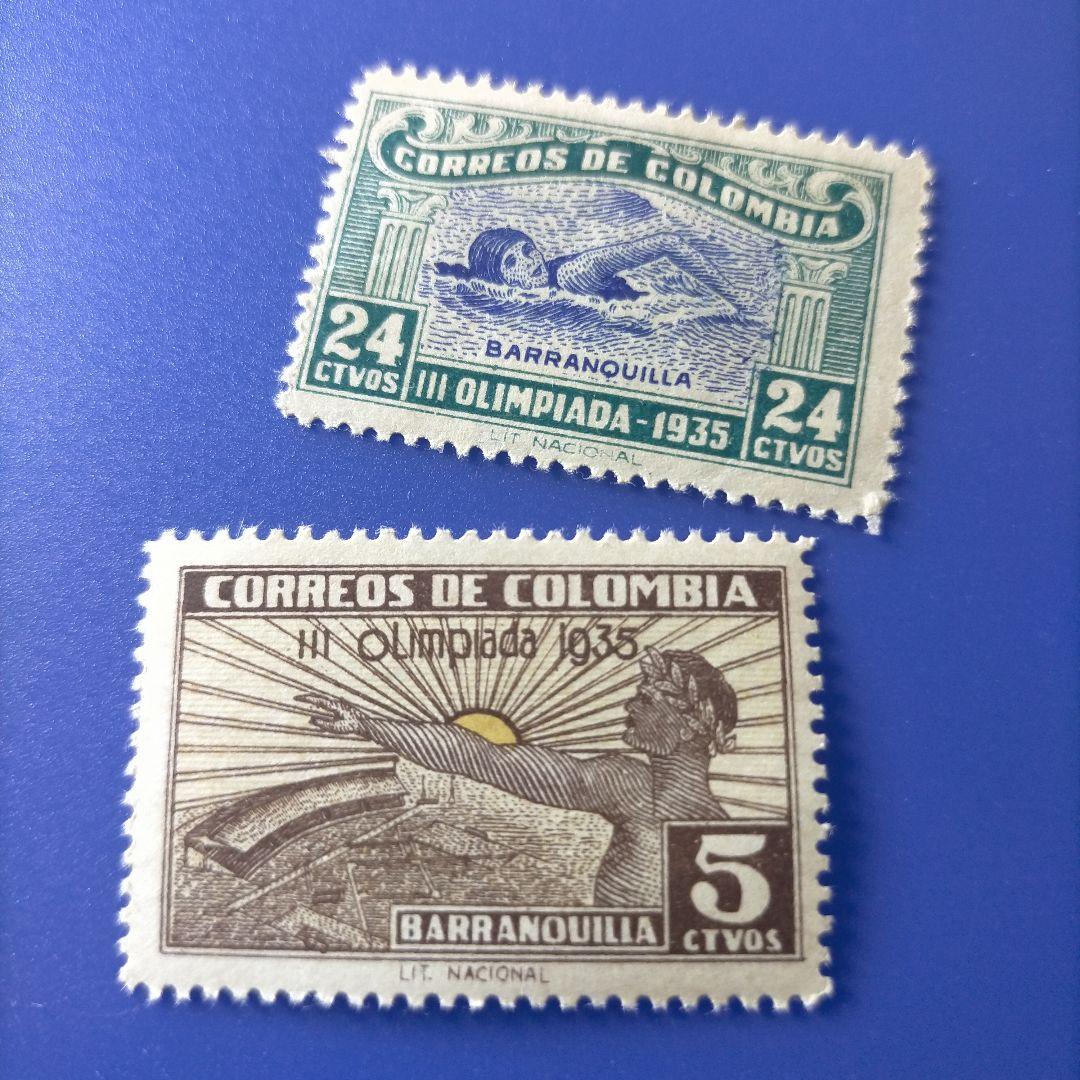 CORREOS DE COLOMBIA
BARRANQUILLA
24 CTVOS
III OLIMPIADA - 1935
24 CTVOS
LIT. NACIONAL
CORREOS DE COLOMBIA
III OLimpiada 1935
BARRANQUILLA
5 CTVOS
LIT. NACIONAL